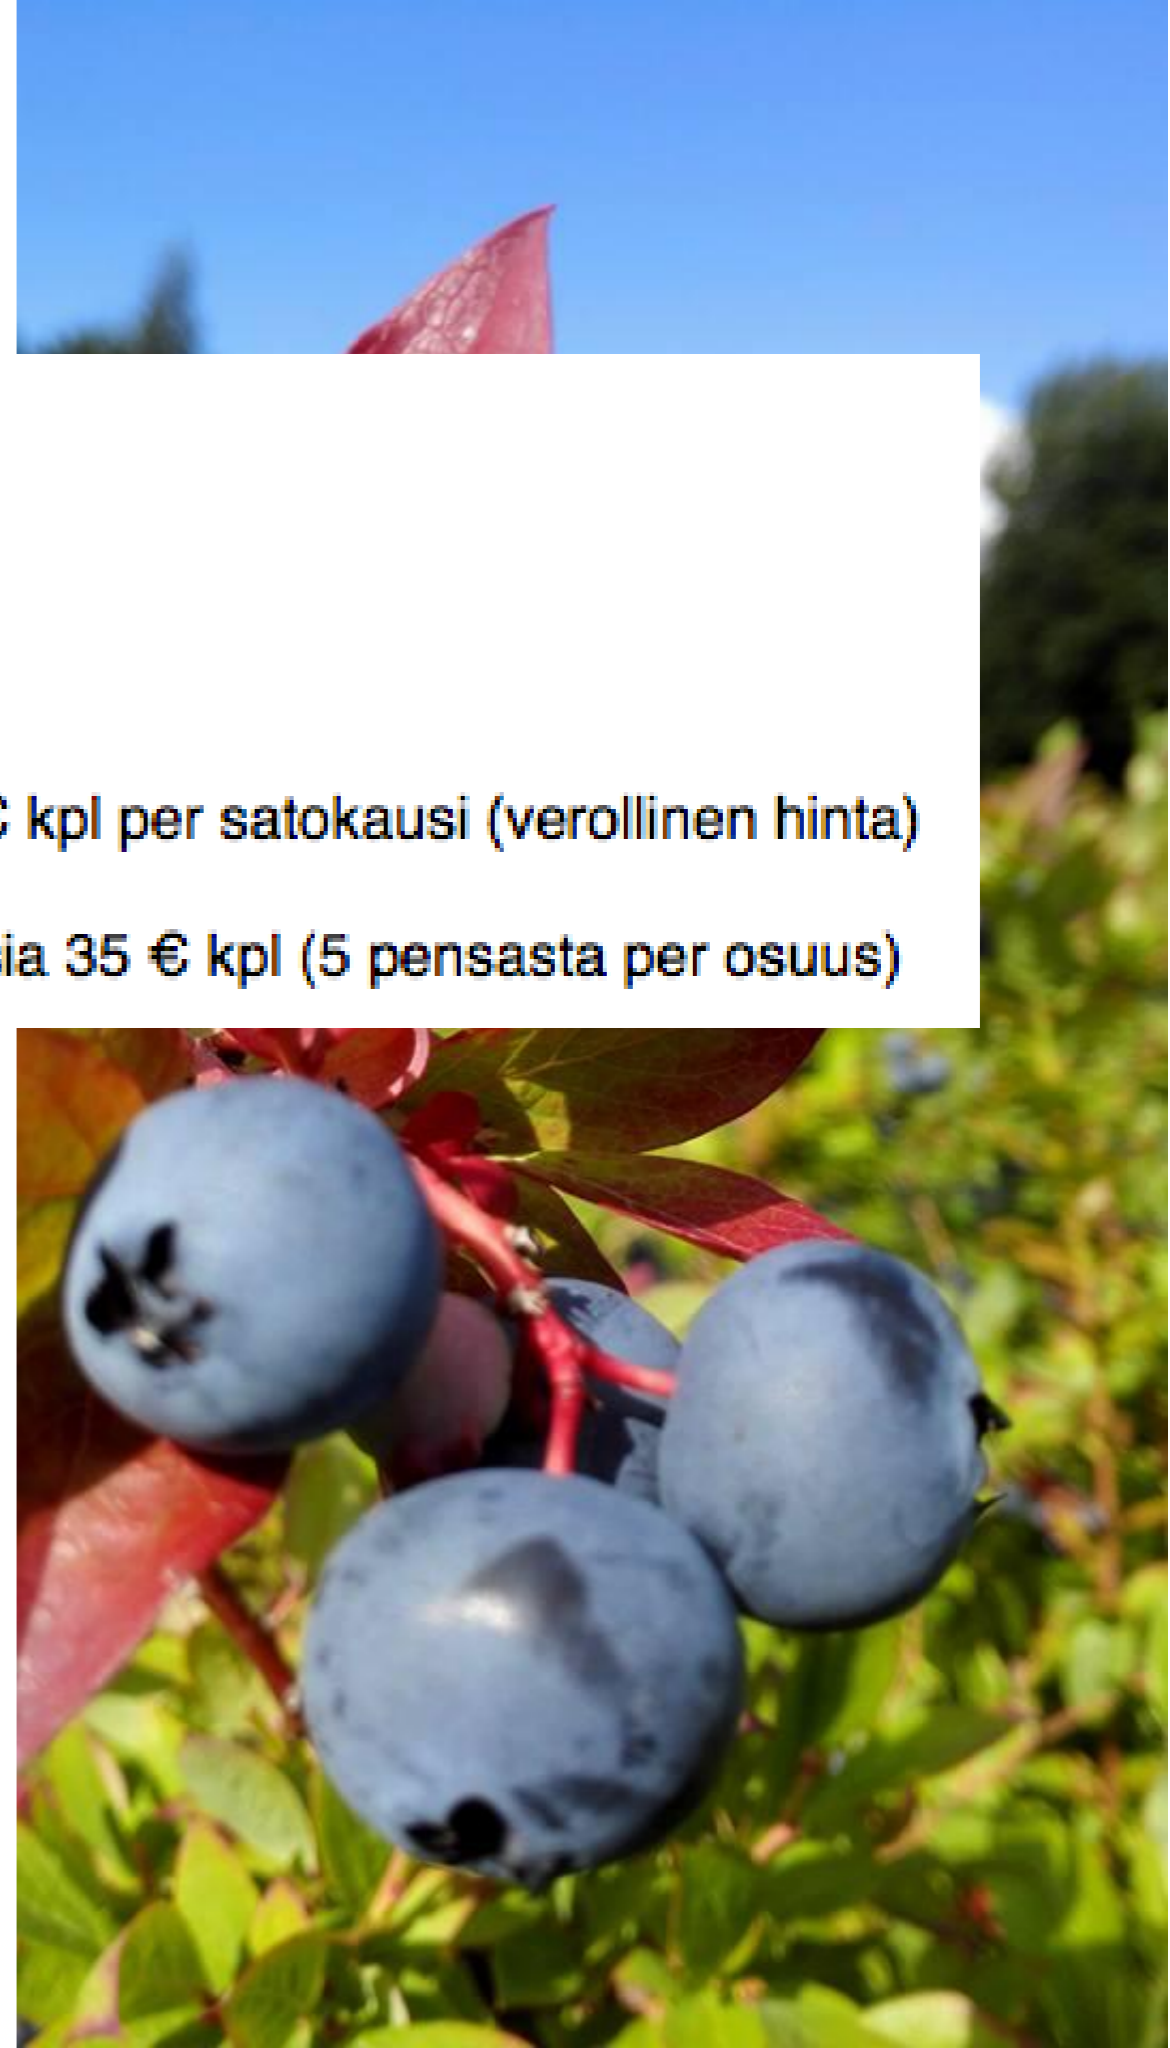 € kpl per satokausi (verollinen hinta)
35 € kpl (5 pensasta per osuus)